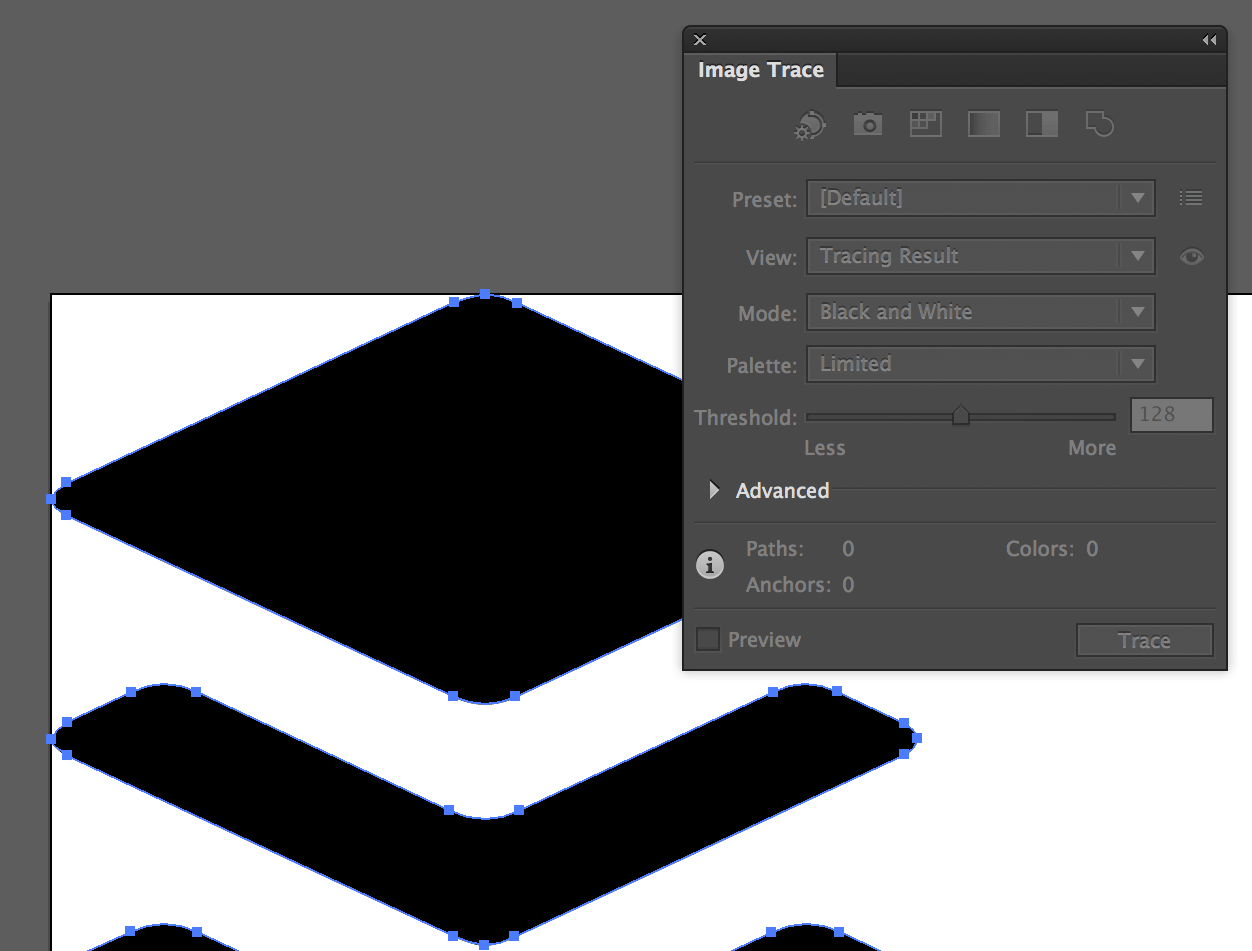 Image Trace
Preset: [Default]
View: Tracing Result
Mode: Black and White
Palette: Limited
Threshold: 128
Less More
Advanced
Paths: 0 Colors: 0
Anchors: 0
Preview Trace